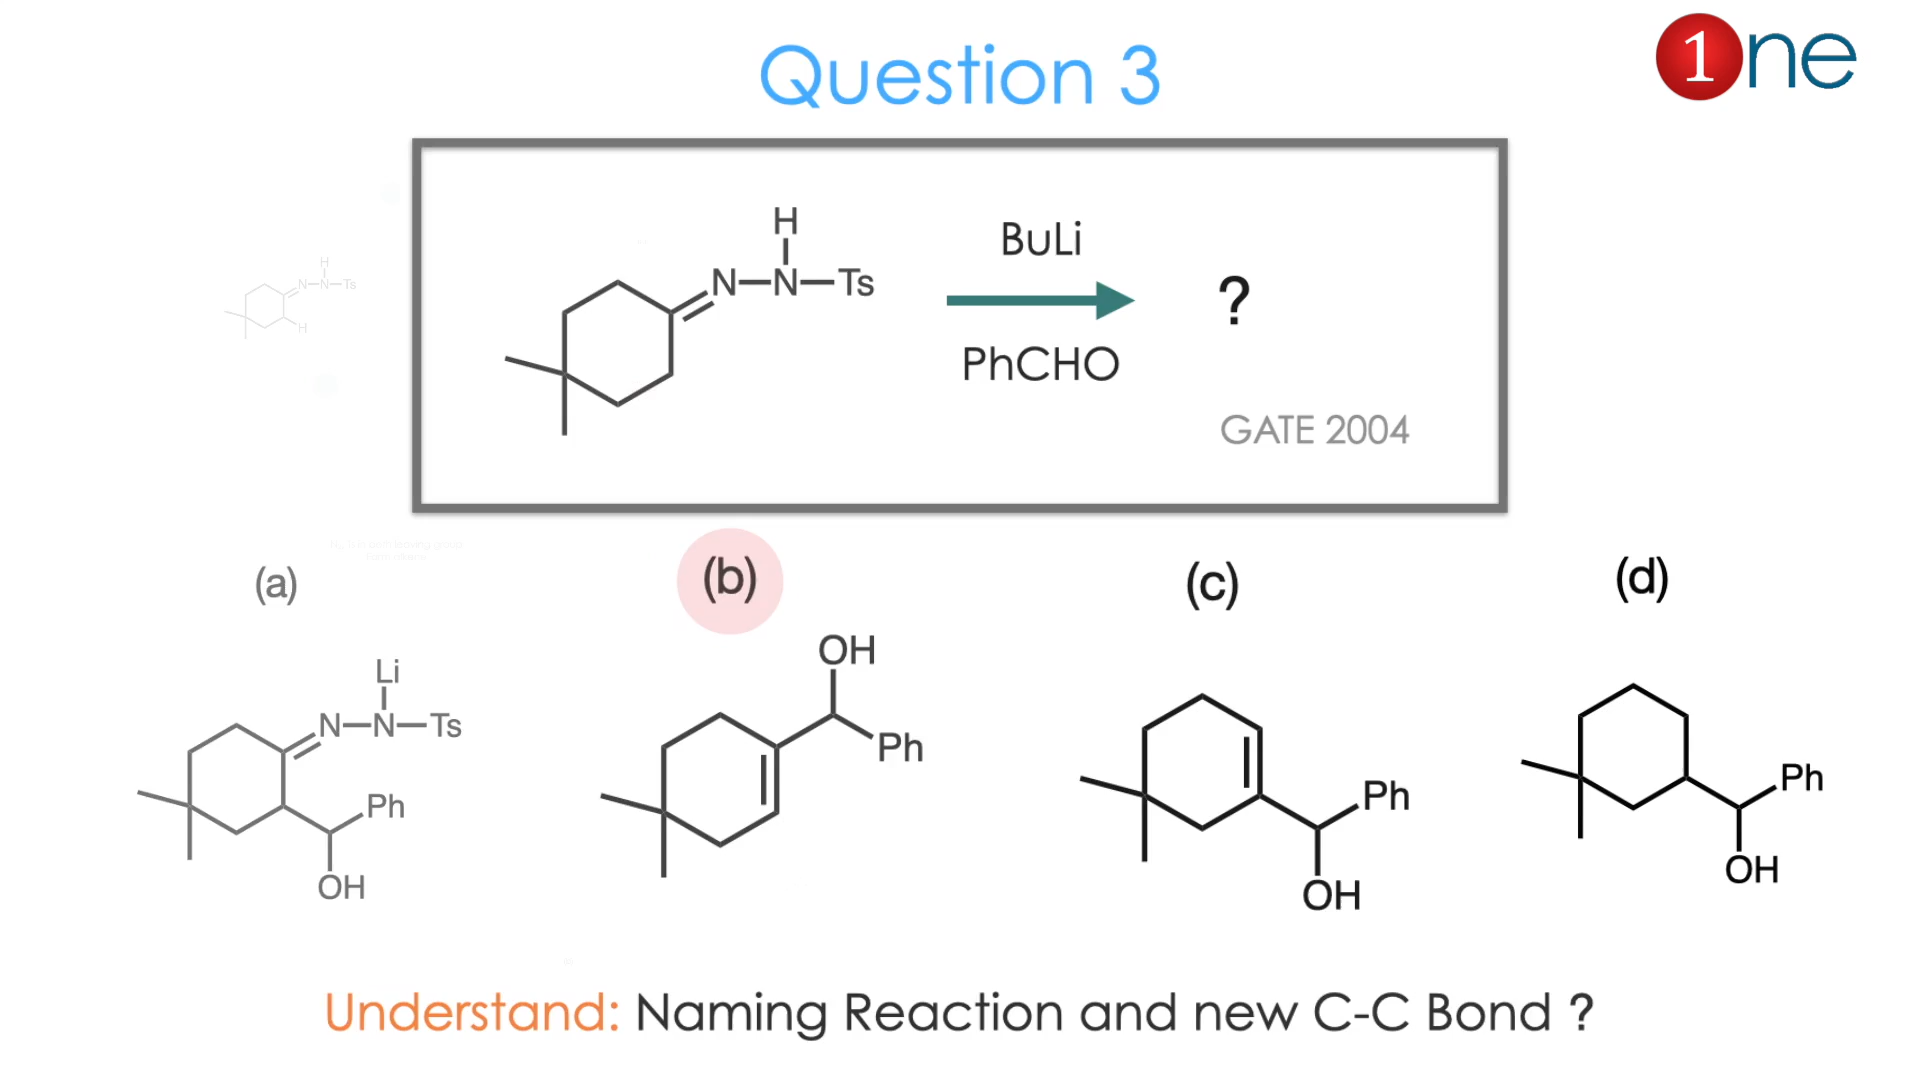 Question 3
1ne
H
N-N-Ts
BuLi
?
PhCHO
GATE 2004
H
N-N-Ts
H
(a)
(b)
(c)
(d)
Li
N-N-Ts
Ph
OH
OH
Ph
Ph
OH
Ph
OH
Understand: Naming Reaction and new C-C Bond ?